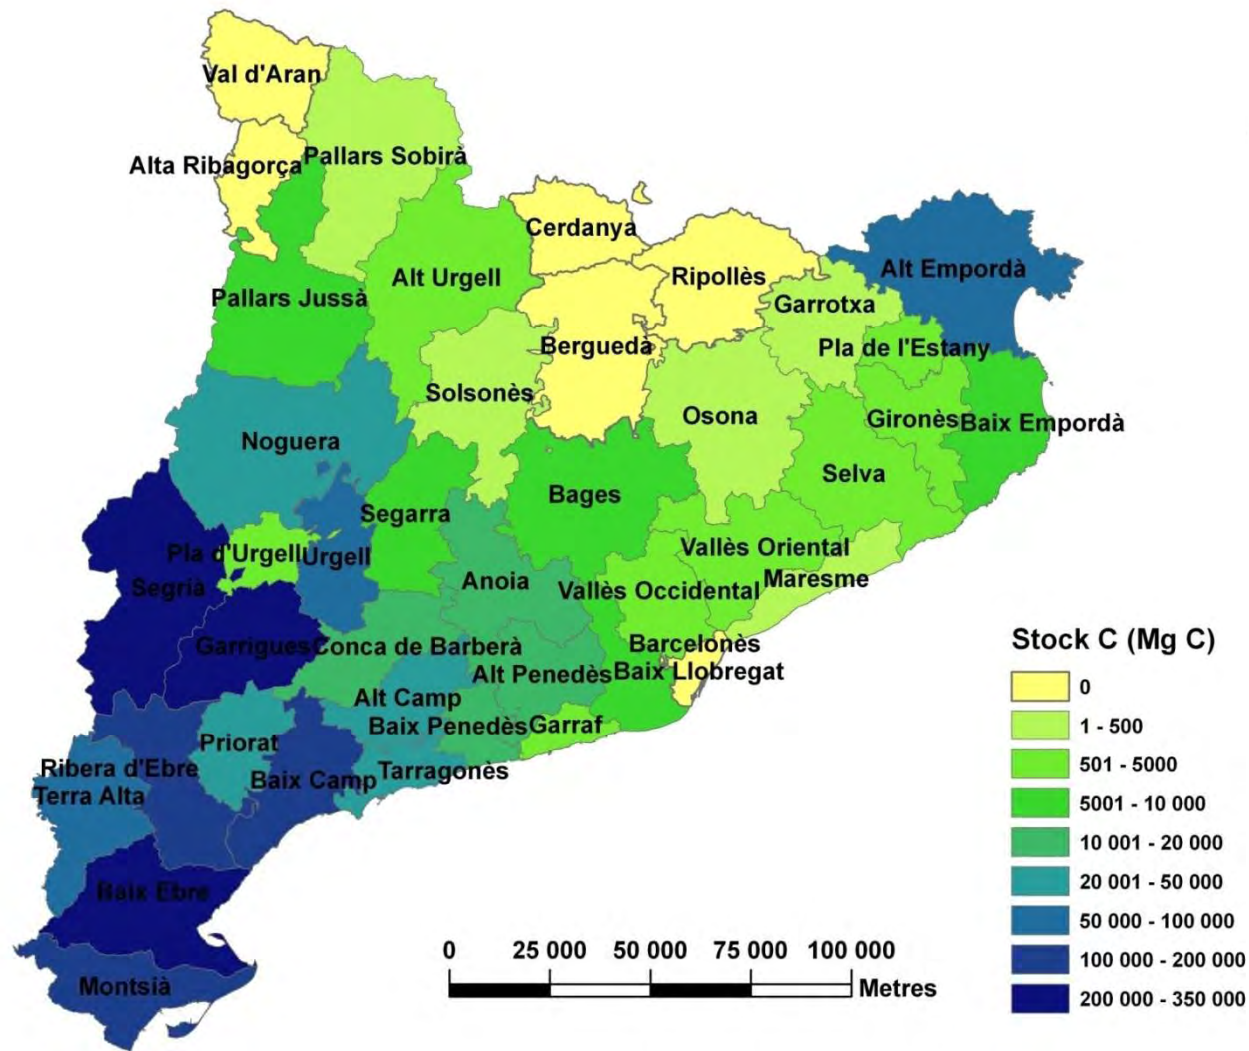 Val d'Aran
Alta Ribagorça
Pallars Sobirà
Cerdanya
Ripollès
Alt Empordà
Alt Urgell
Pallars Jussà
Garrotxa
Berguedà
Pla de l'Estany
Solsonès
Osona
Gironès
Baix Empordà
Noguera
Selva
Bages
Segarra
Pla d'Urgell
Urgell
Vallès Oriental
Segrià
Anoia
Vallès Occidental
Maresme
Garrigues
Conca de Barberà
Barcelonès
Alt Penedès
Baix Llobregat
Alt Camp
Baix Penedès
Garraf
Priorat
Ribera d'Ebre
Baix Camp
Tarragonès
Terra Alta
Baix Ebre
Montsià
Stock C (Mg C)
0
1 - 500
501 - 5000
5001 - 10 000
10 001 - 20 000
20 001 - 50 000
50 000 - 100 000
100 000 - 200 000
200 000 - 350 000
0 25 000 50 000 75 000 100 000
Metres